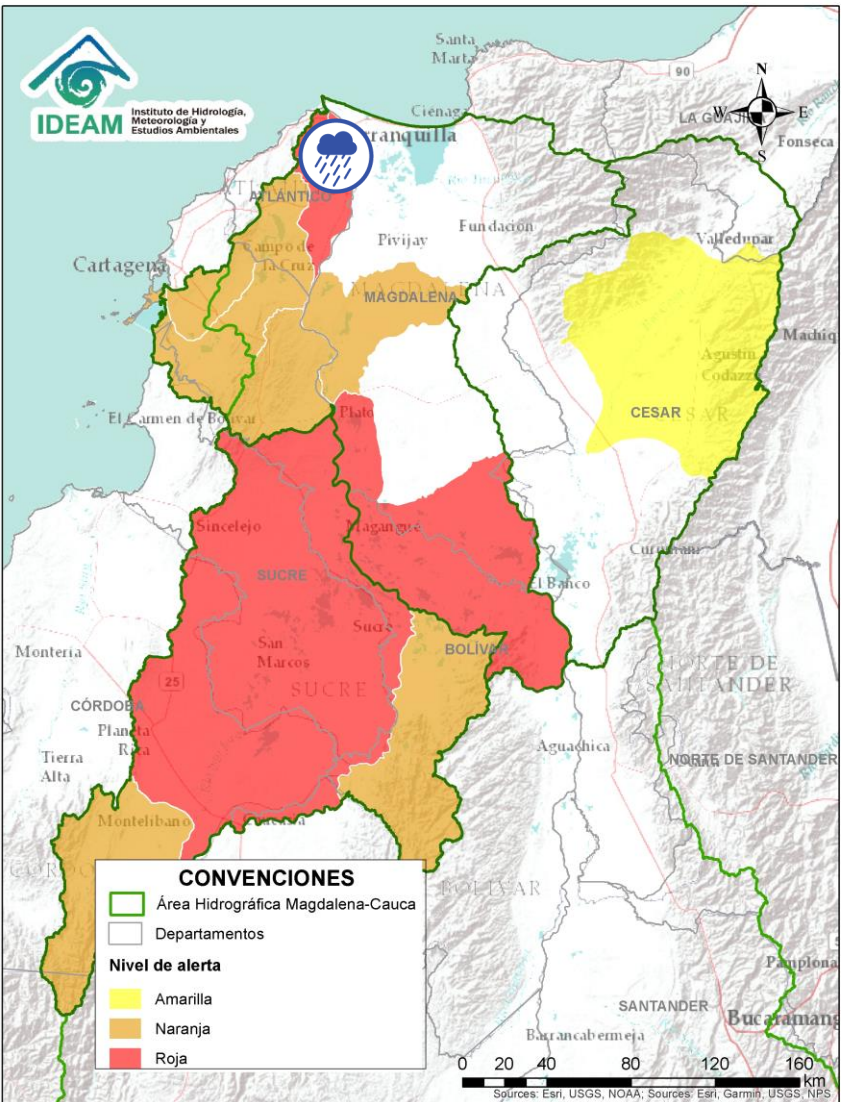 IDEAM
Instituto de Hidrología,
Meteorología y
Estudios Ambientales
Santa
Marta
90
N
W
E
S
LA GUAJIRA
Ciénaga
rranquilla
Fonseca
ATLÁNTICO
Fundación
Pivijay
Valledupar
Campo de
la Cruz
Cartagena
MAGDALENA
Agustín
Codazzi
CESAR
El Carmen de Bolívar
Plato
Sincelejo
Magangué
Curumaní
SUCRE
El Banco
Sucre
Montería
San
Marcos
BOLÍVAR
NORTE DE
SANTANDER
SUCRE
25
CÓRDOBA
Planeta
Rica
Aguachica
Tierra
Alta
NORTE DE SANTANDER
Montelíbano
CONVENCIONES
Área Hidrográfica Magdalena-Cauca
Departamentos
Nivel de alerta
Amarilla
Naranja
Roja
BOLÍVAR
Pamplona
SANTANDER
Bucaramang
Barrancabermeja
0 20 40 80 120 160
km
Sources: Esri, USGS, NOAA; Sources: Esri, Garmin, USGS, NPS